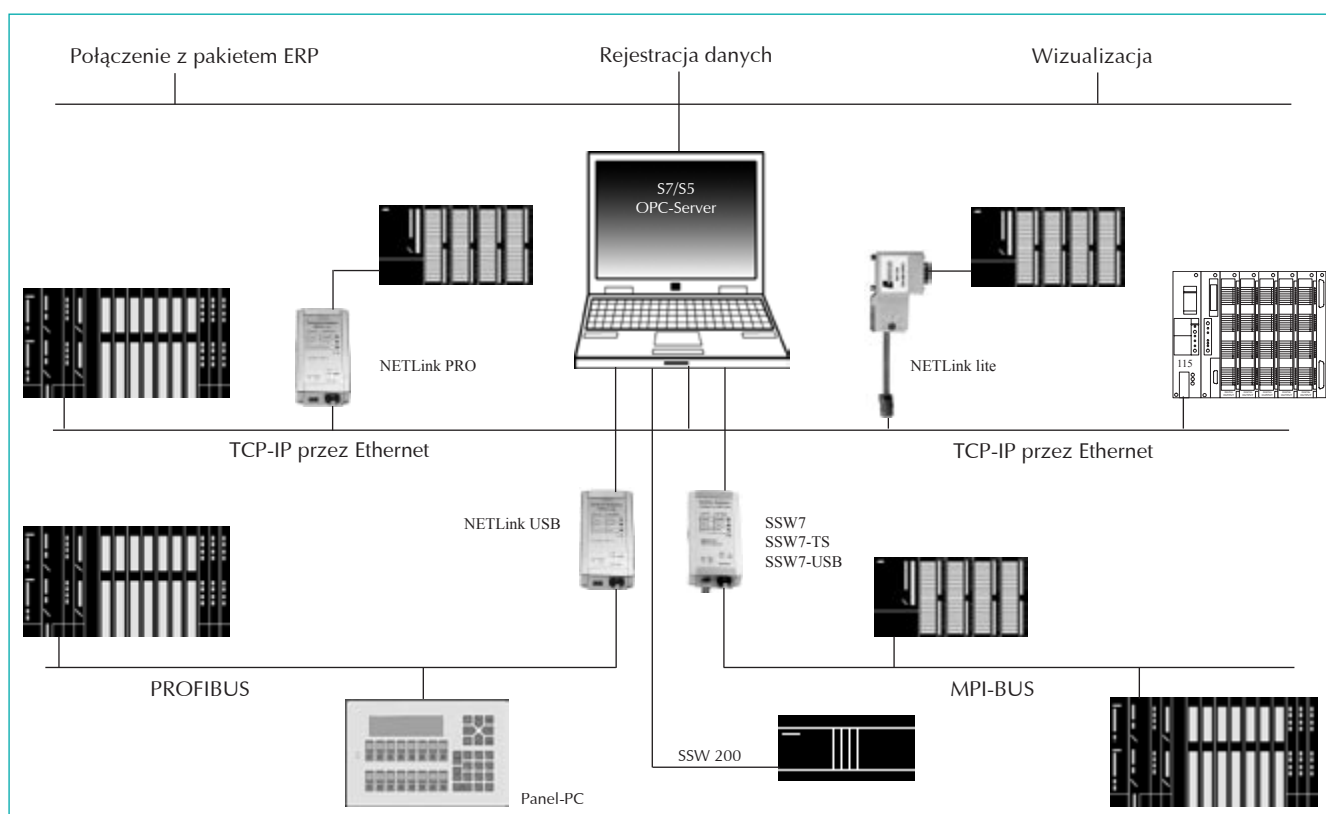 Połączenie z pakietem ERP
Rejestracja danych
Wizualizacja
S7/S5
OPC-Server
NETLink PRO
NETLink lite
115
TCP-IP przez Ethernet
TCP-IP przez Ethernet
NETLink USB
SSW7
SSW7-TS
SSW7-USB
PROFIBUS
MPI-BUS
SSW 200
Panel-PC